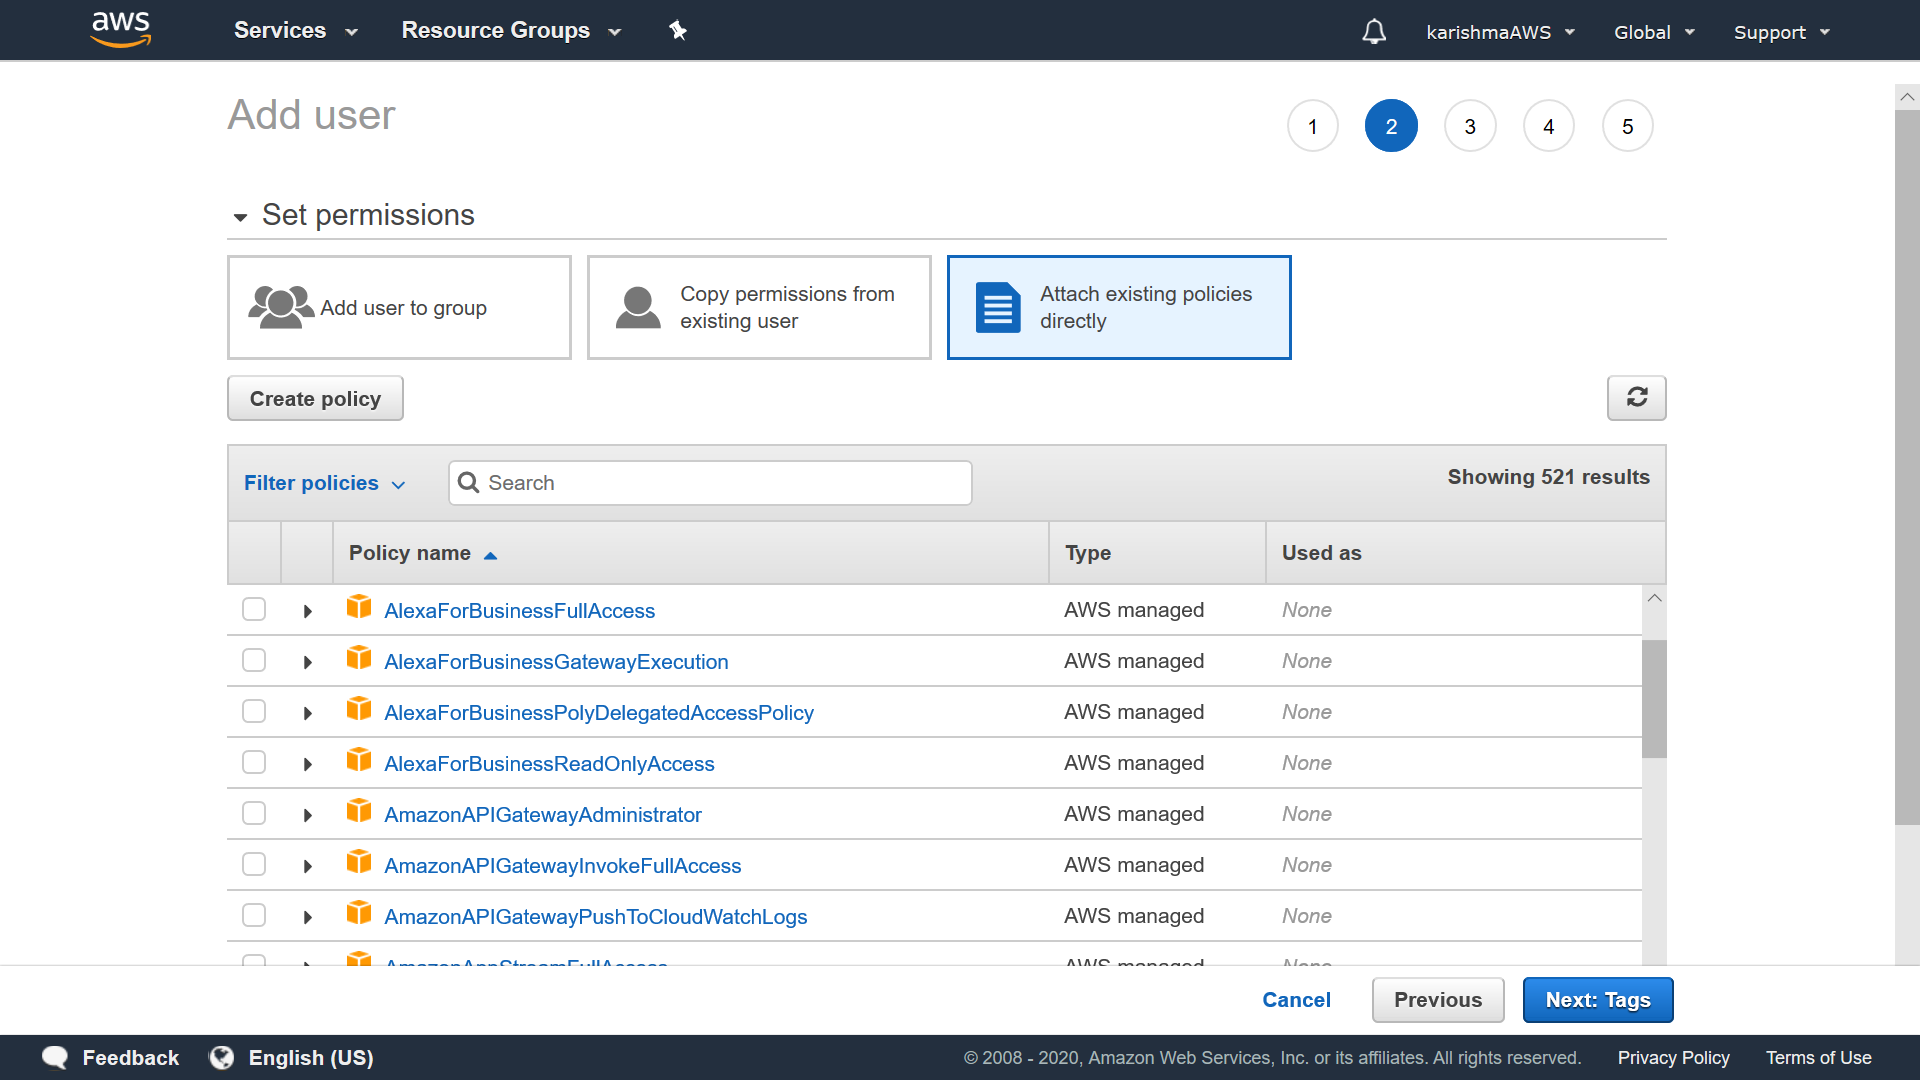 aws Services Resource Groups karishmaAWS Global Support
Add user 1 2 3 4 5
Set permissions
Add user to group
Copy permissions from
existing user
Attach existing policies
directly
Create policy
Filter policies Search Showing 521 results
Policy name Type Used as
AlexaForBusinessFullAccess AWS managed None
AlexaForBusinessGatewayExecution AWS managed None
AlexaForBusinessPolyDelegatedAccessPolicy AWS managed None
AlexaForBusinessReadOnlyAccess AWS managed None
AmazonAPIGatewayAdministrator AWS managed None
AmazonAPIGatewayInvokeFullAccess AWS managed None
AmazonAPIGatewayPushToCloudWatchLogs AWS managed None
AmazonAppStreamFullAccess AWS managed None
Cancel Previous Next: Tags
Feedback English (US) © 2008 - 2020, Amazon Web Services, Inc. or its affiliates. All rights reserved. Privacy Policy Terms of Use